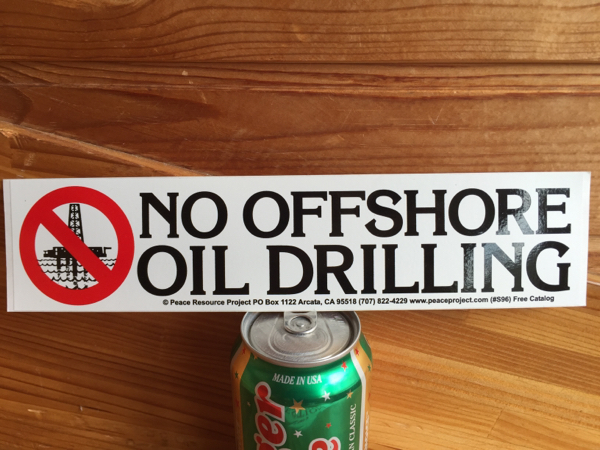 NO OFFSHORE
OIL DRILLING
© Peace Resource Project PO Box 1122 Arcata, CA 95518 (707) 822-4229 www.peaceproject.com (#S96) Free Catalog
MADE IN USA
CLASSIC